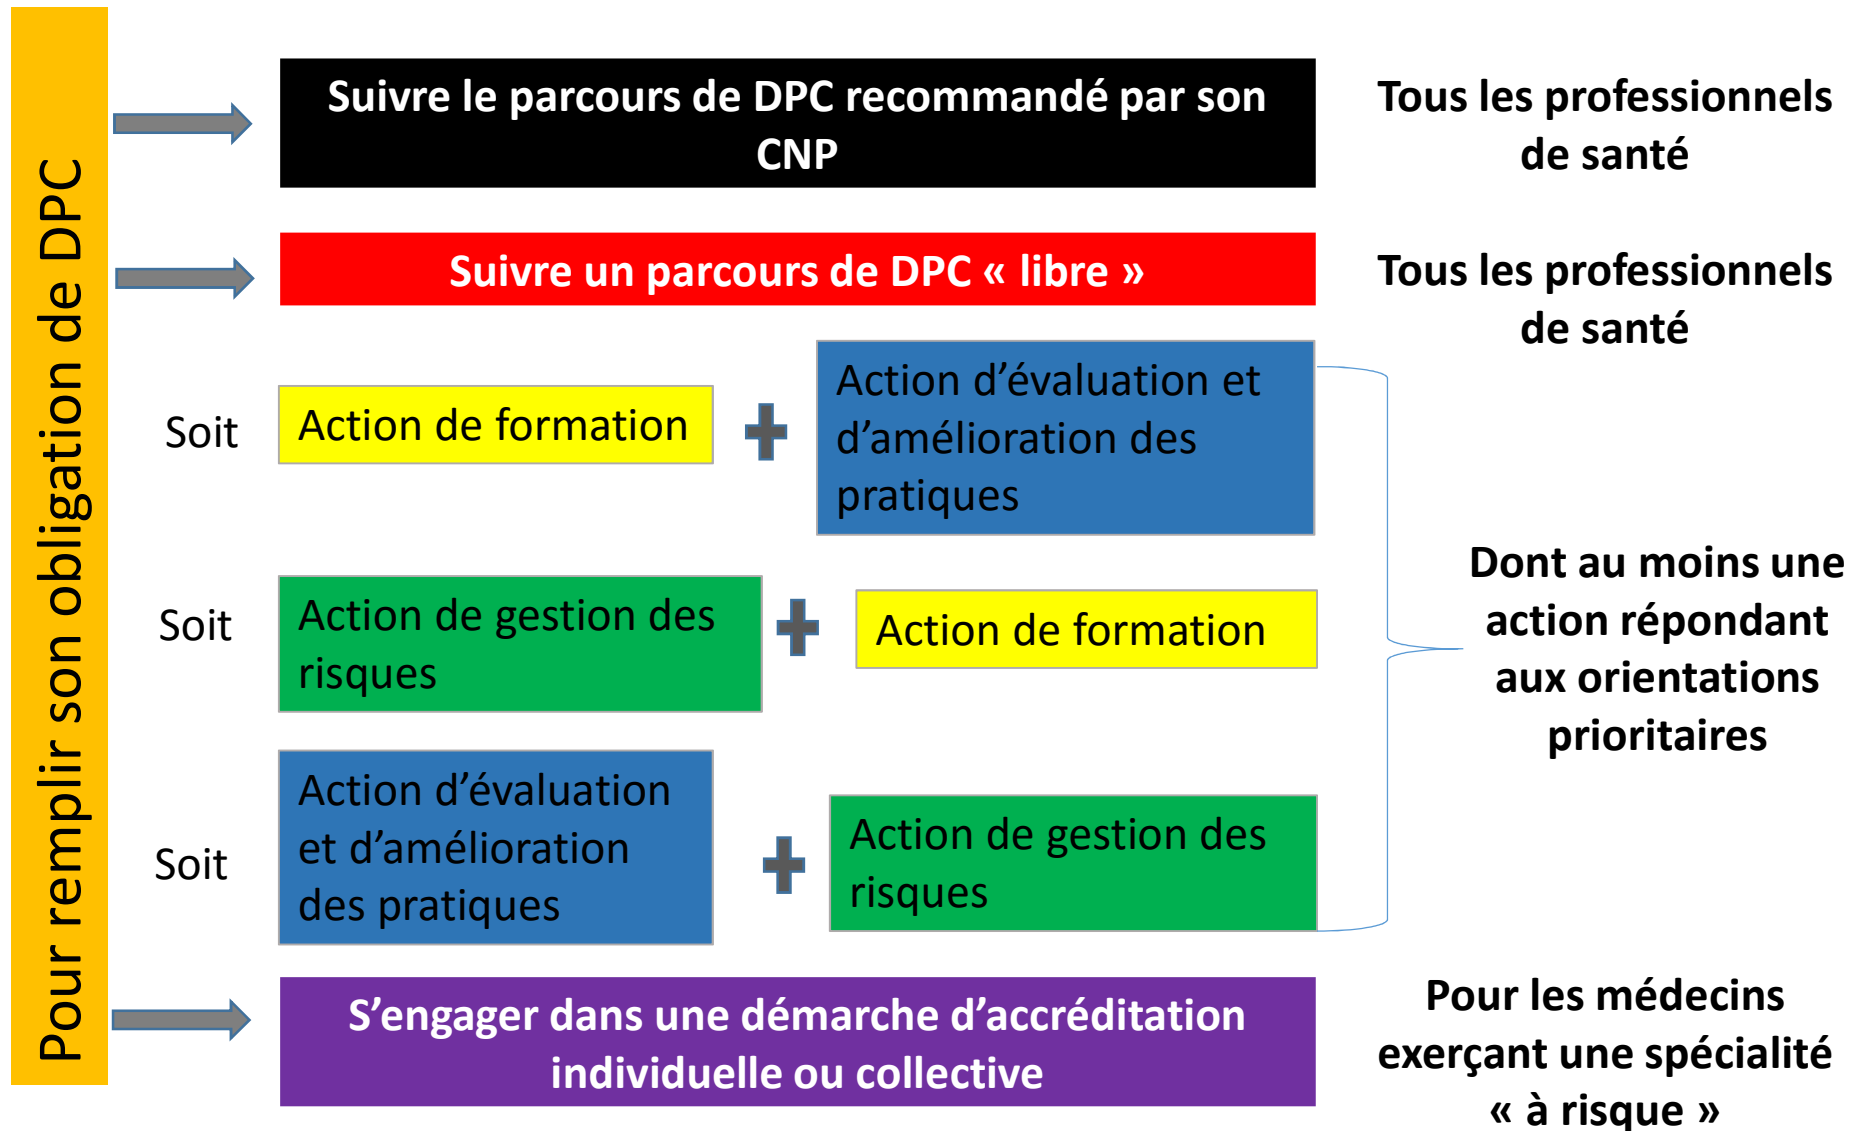 Pour remplir son obligation de DPC
Suivre le parcours de DPC recommandé par son
CNP
Tous les professionnels
de santé
Suivre un parcours de DPC « libre »
Tous les professionnels
de santé
Soit
Action de formation
Action d’évaluation et
d’amélioration des
pratiques
Soit
Action de gestion des
risques
Action de formation
Dont au moins une
action répondant
aux orientations
prioritaires
Soit
Action d’évaluation
et d’amélioration
des pratiques
Action de gestion des
risques
S’engager dans une démarche d’accréditation
individuelle ou collective
Pour les médecins
exerçant une spécialité
« à risque »